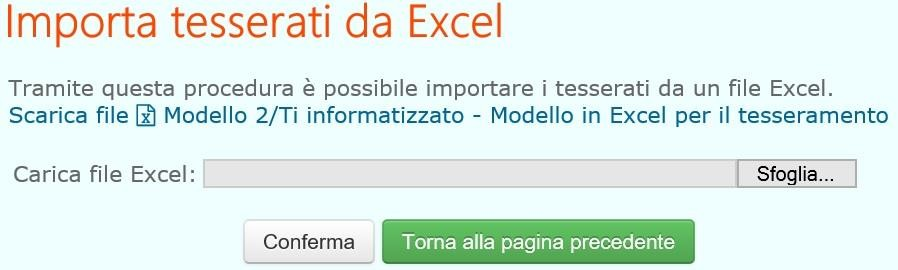 Importa tesserati da Excel
Tramite questa procedura è possibile importare i tesserati da un file Excel.
Scarica file Modello 2/Ti informatizzato - Modello in Excel per il tesseramento
Carica file Excel: Sfoglia...
Conferma Torna alla pagina precedente